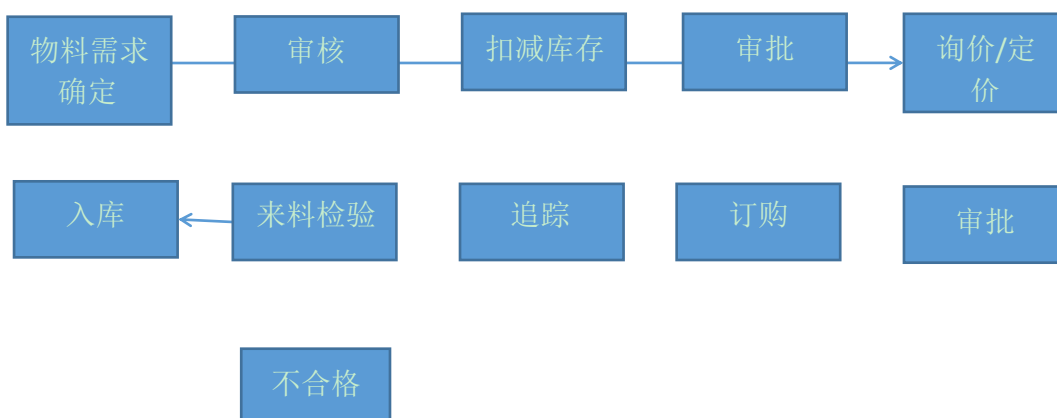 物料需求
确定
审核
扣减库存
审批
询价/定
价
入库
来料检验
追踪
订购
审批
不合格